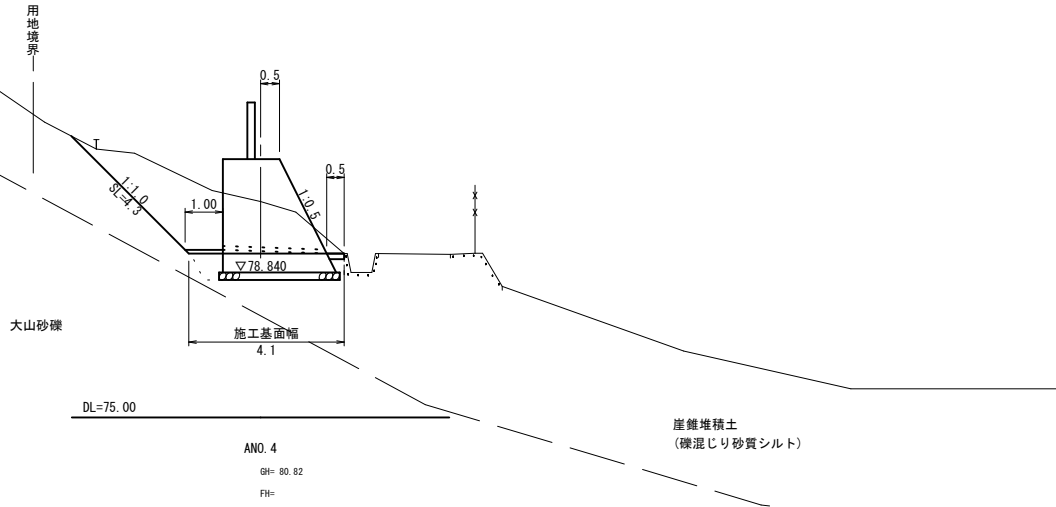 用地境界
0.5
T
0.5
1:1.0
SL=4.3
1:0.5
1.00
▽78.840
大山砂礫
施工基面幅
4.1
DL=75.00
崖錐堆積土
(礫混じり砂質シルト)
ANO.4
GH= 80.82
FH=